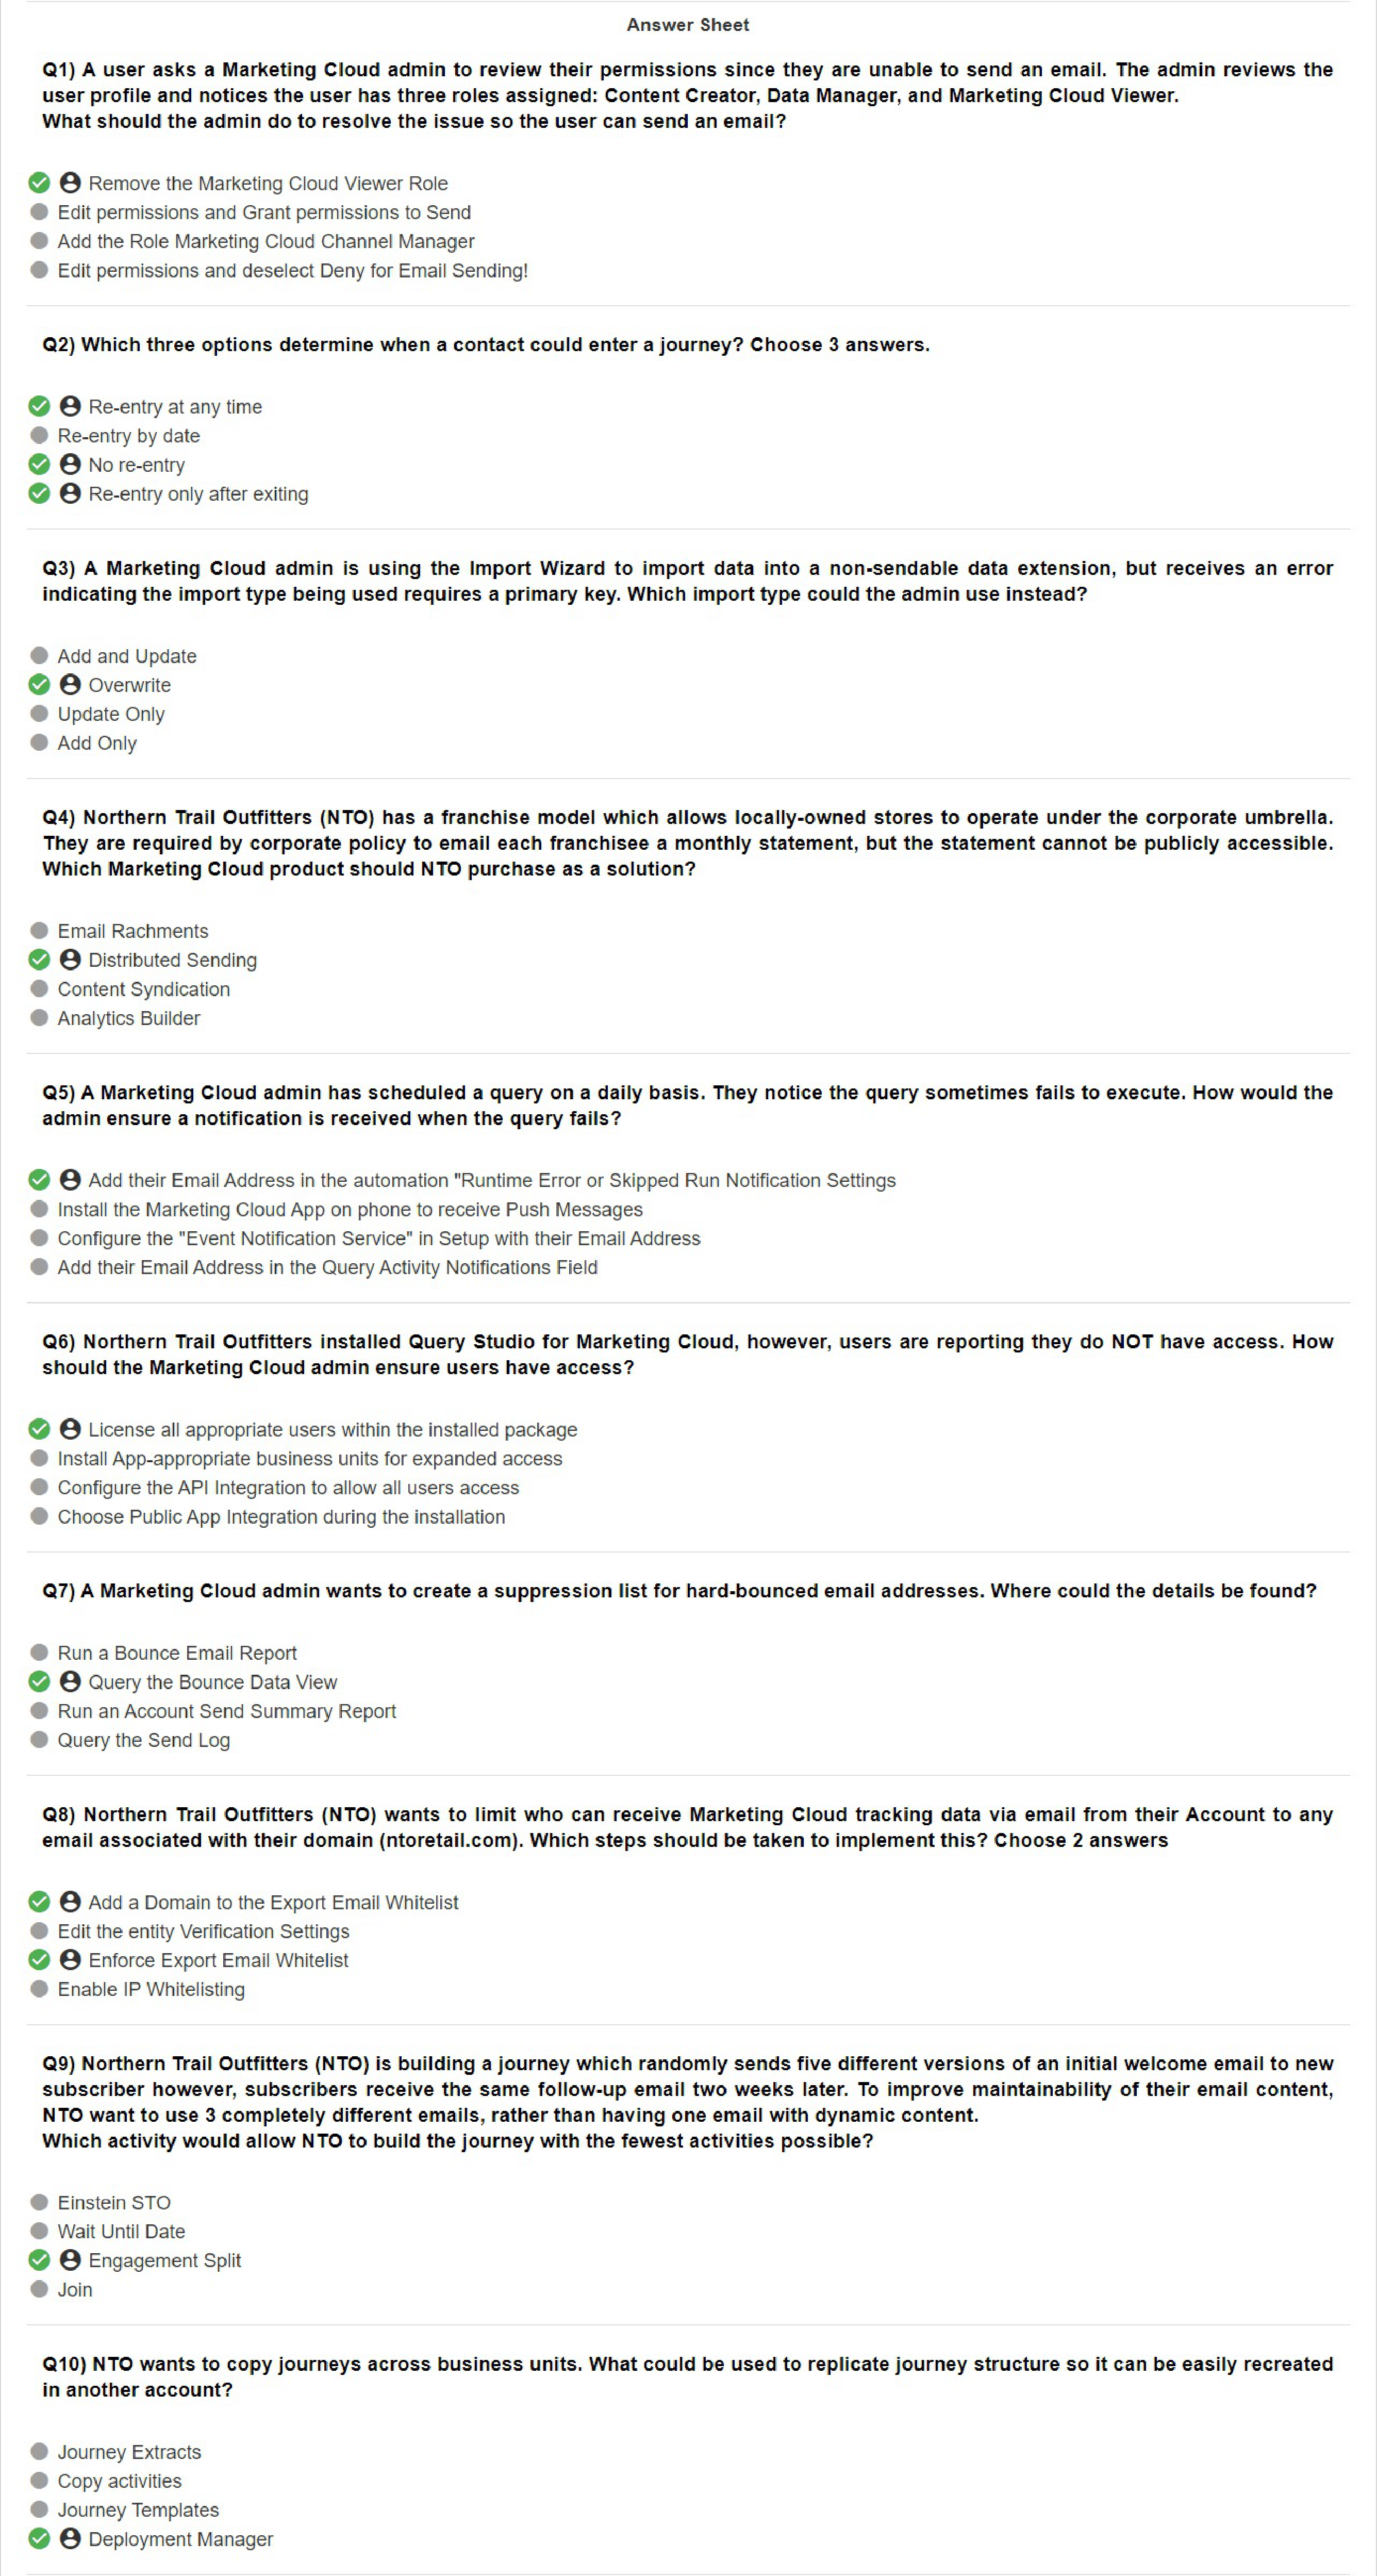 Answer Sheet
Q1) A user asks a Marketing Cloud admin to review their permissions since they are unable to send an email. The admin reviews the
user profile and notices the user has three roles assigned: Content Creator, Data Manager, and Marketing Cloud Viewer.
What should the admin do to resolve the issue so the user can send an email?
Remove the Marketing Cloud Viewer Role
Edit permissions and Grant permissions to Send
Add the Role Marketing Cloud Channel Manager
Edit permissions and deselect Deny for Email Sending!
Q2) Which three options determine when a contact could enter a journey? Choose 3 answers.
Re-entry at any time
Re-entry by date
No re-entry
Re-entry only after exiting
Q3) A Marketing Cloud admin is using the Import Wizard to import data into a non-sendable data extension, but receives an error
indicating the import type being used requires a primary key. Which import type could the admin use instead?
Add and Update
Overwrite
Update Only
Add Only
Q4) Northern Trail Outfitters (NTO) has a franchise model which allows locally-owned stores to operate under the corporate umbrella.
They are required by corporate policy to email each franchisee a monthly statement, but the statement cannot be publicly accessible.
Which Marketing Cloud product should NTO purchase as a solution?
Email Rachments
Distributed Sending
Content Syndication
Analytics Builder
Q5) A Marketing Cloud admin has scheduled a query on a daily basis. They notice the query sometimes fails to execute. How would the
admin ensure a notification is received when the query fails?
Add their Email Address in the automation "Runtime Error or Skipped Run Notification Settings
Install the Marketing Cloud App on phone to receive Push Messages
Configure the "Event Notification Service" in Setup with their Email Address
Add their Email Address in the Query Activity Notifications Field
Q6) Northern Trail Outfitters installed Query Studio for Marketing Cloud, however, users are reporting they do NOT have access. How
should the Marketing Cloud admin ensure users have access?
License all appropriate users within the installed package
Install App-appropriate business units for expanded access
Configure the API Integration to allow all users access
Choose Public App Integration during the installation
Q7) A Marketing Cloud admin wants to create a suppression list for hard-bounced email addresses. Where could the details be found?
Run a Bounce Email Report
Query the Bounce Data View
Run an Account Send Summary Report
Query the Send Log
Q8) Northern Trail Outfitters (NTO) wants to limit who can receive Marketing Cloud tracking data via email from their Account to any
email associated with their domain (ntoretail.com). Which steps should be taken to implement this? Choose 2 answers
Add a Domain to the Export Email Whitelist
Edit the entity Verification Settings
Enforce Export Email Whitelist
Enable IP Whitelisting
Q9) Northern Trail Outfitters (NTO) is building a journey which randomly sends five different versions of an initial welcome email to new
subscriber however, subscribers receive the same follow-up email two weeks later. To improve maintainability of their email content,
NTO want to use 3 completely different emails, rather than having one email with dynamic content.
Which activity would allow NTO to build the journey with the fewest activities possible?
Einstein STO
Wait Until Date
Engagement Split
Join
Q10) NTO wants to copy journeys across business units. What could be used to replicate journey structure so it can be easily recreated
in another account?
Journey Extracts
Copy activities
Journey Templates
Deployment Manager